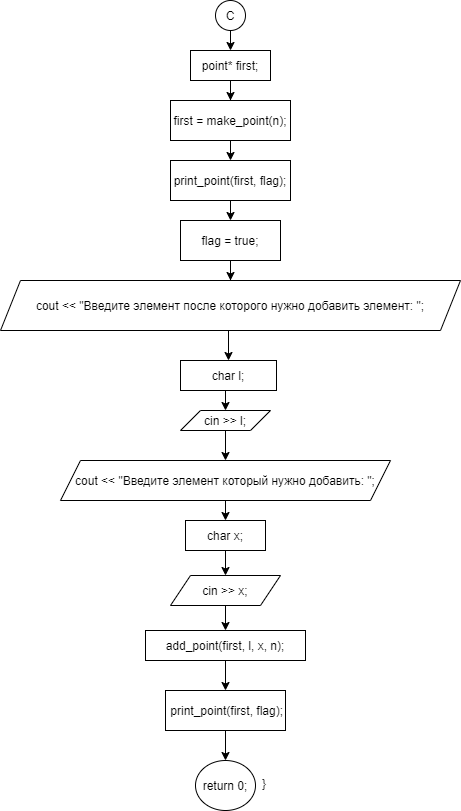 C
point* first;
first = make_point(n);
print_point(first, flag);
flag = true;
cout << "Введите элемент после которого нужно добавить элемент: ";
char l;
cin >> l;
cout << "Введите элемент который нужно добавить: ";
char x;
cin >> x;
add_point(first, l, x, n);
print_point(first, flag);
return 0; }